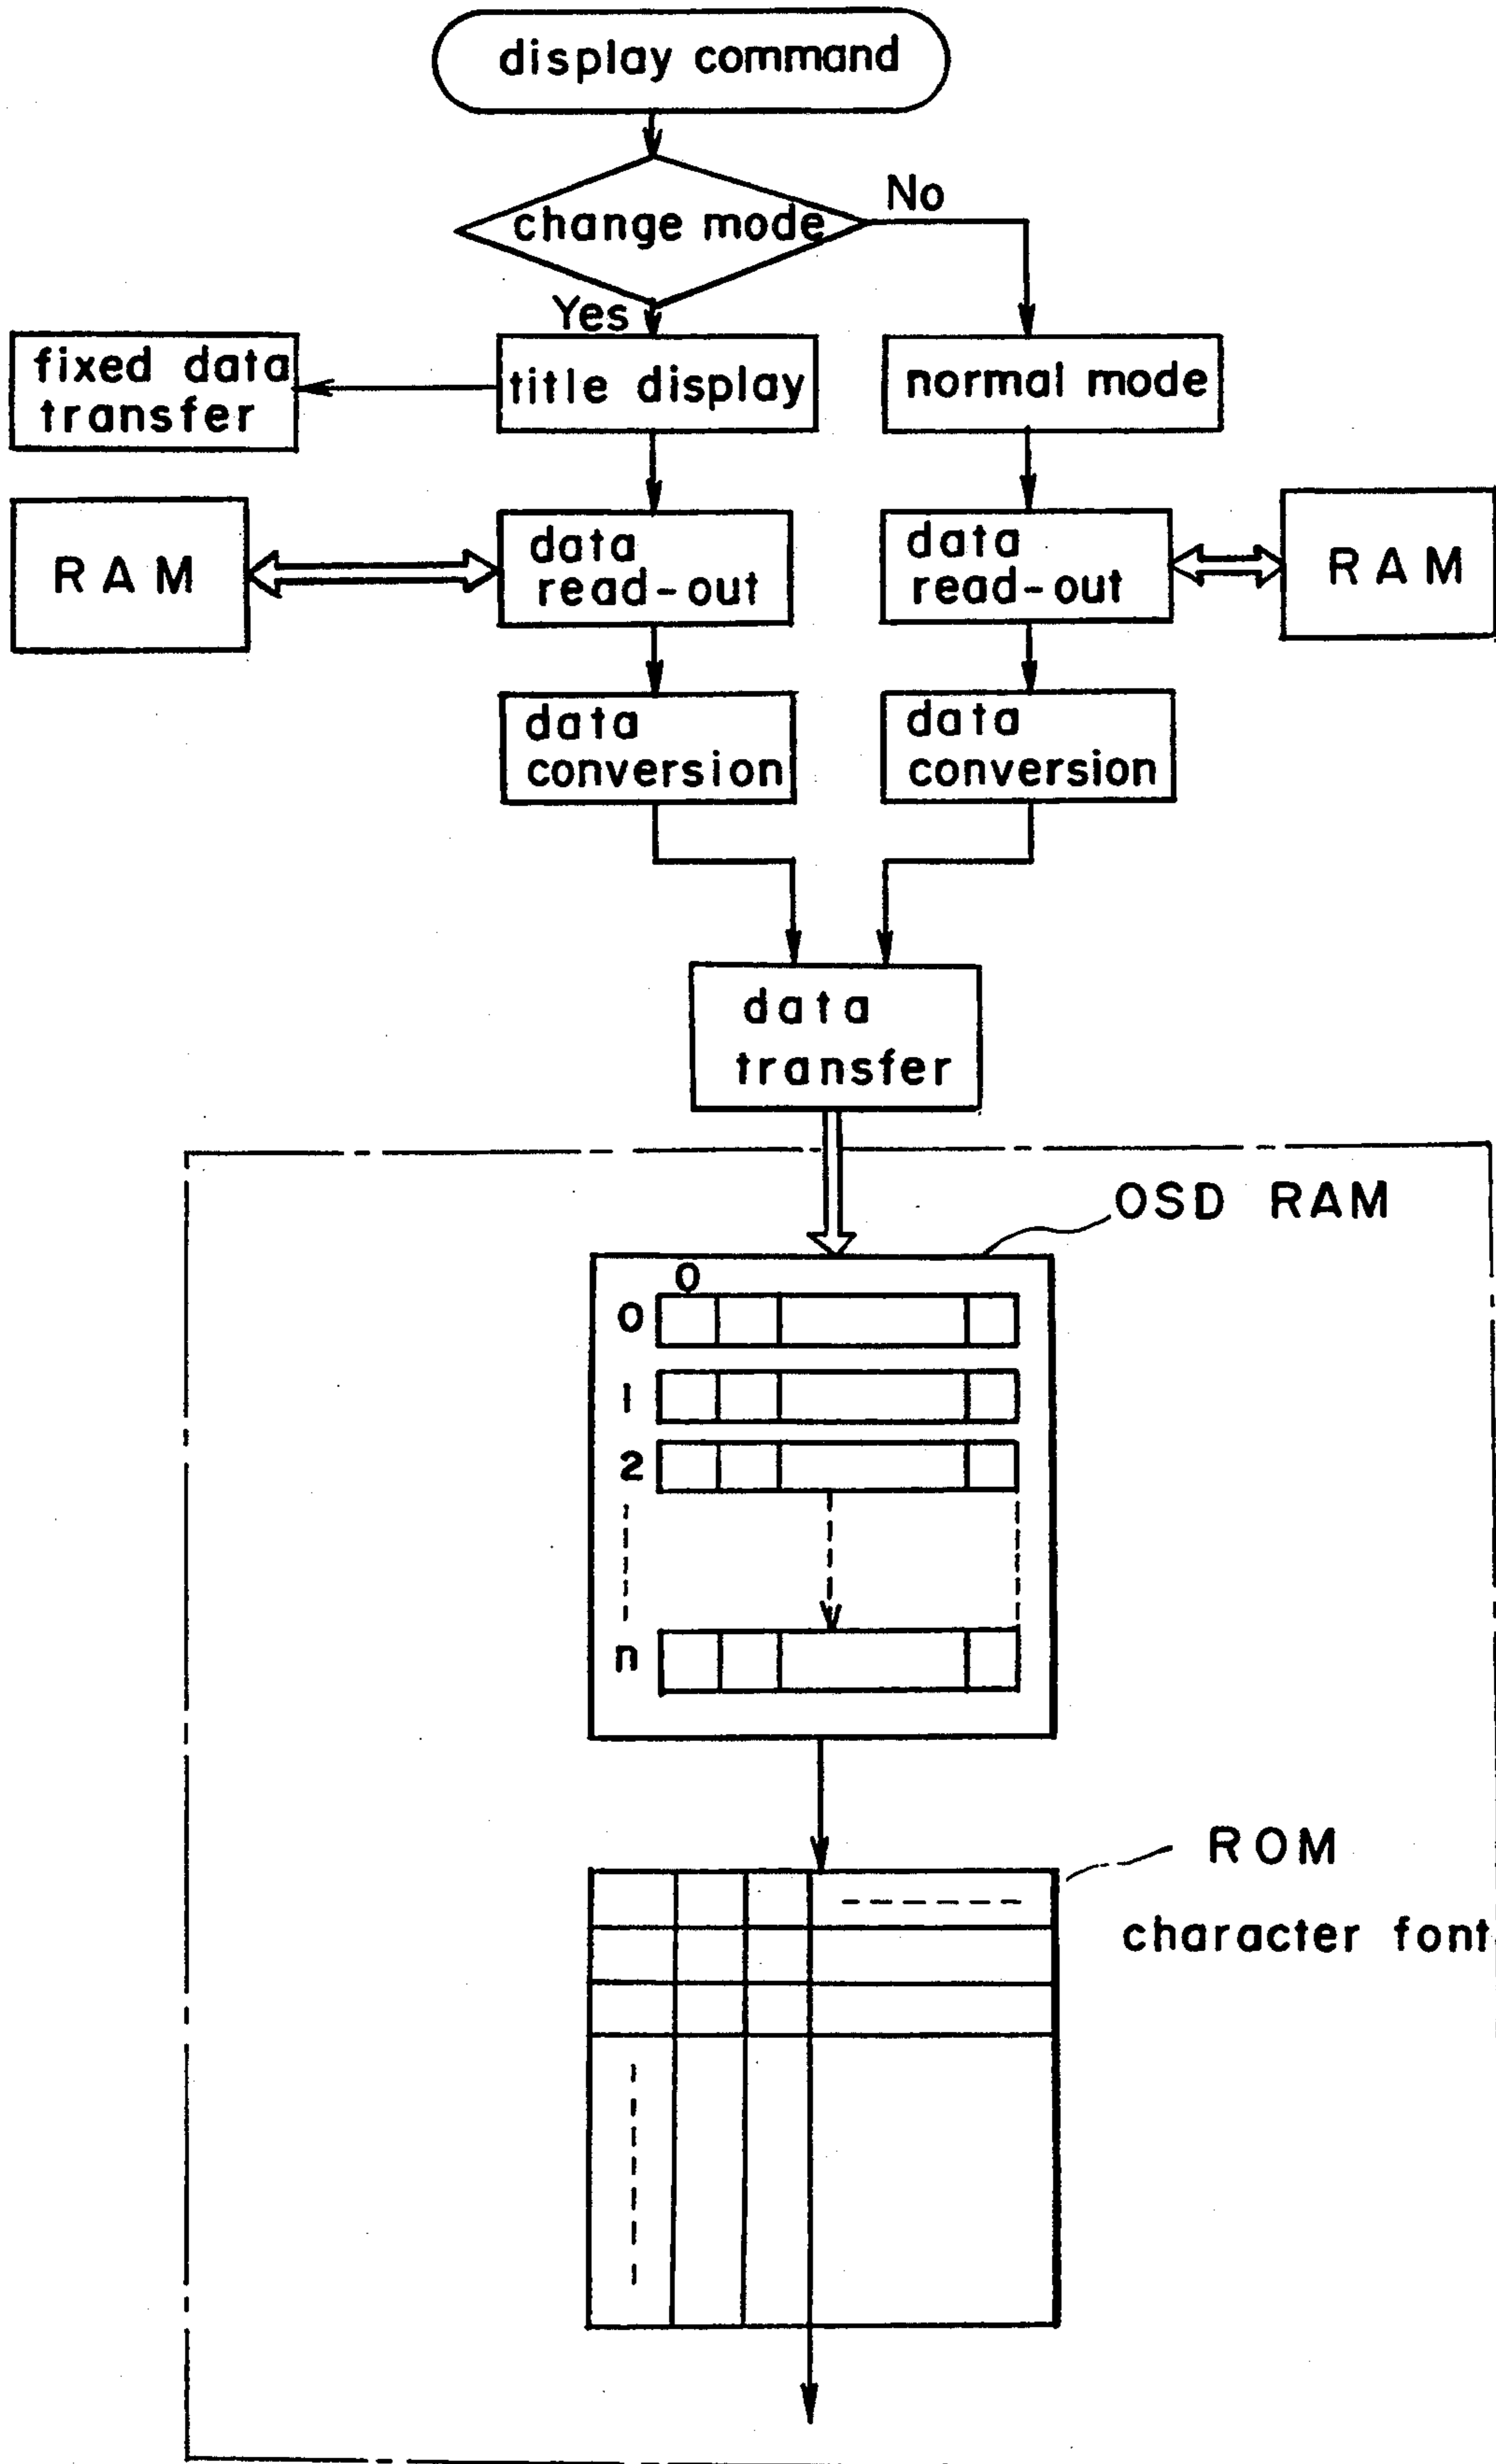 display command
change mode
No
Yes
fixed data
transfer
title display
normal mode
RAM
data
read-out
data
read-out
RAM
data
conversion
data
conversion
data
transfer
OSD RAM
0
0
1
2
n
ROM
character font